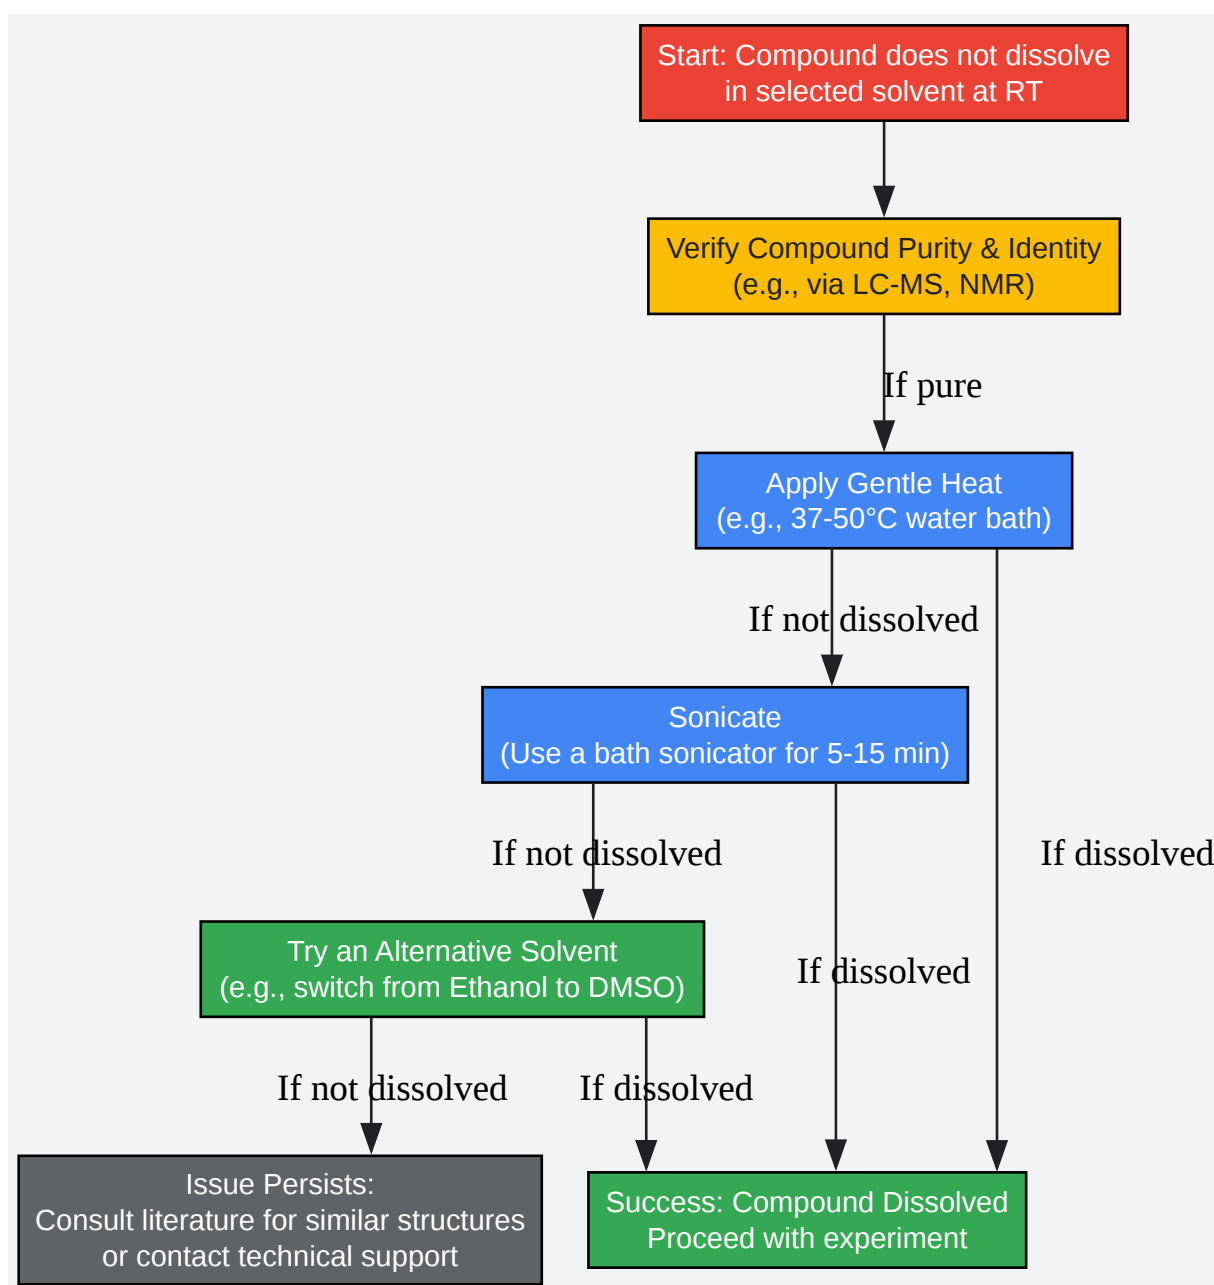 Start: Compound does not dissolve
in selected solvent at RT
Verify Compound Purity & Identity
(e.g., via LC-MS, NMR)
If pure
Apply Gentle Heat
(e.g., 37-50°C water bath)
If not dissolved
Sonicate
(Use a bath sonicator for 5-15 min)
If not dissolved
If dissolved
Try an Alternative Solvent
(e.g., switch from Ethanol to DMSO)
If dissolved
If not dissolved
If dissolved
Issue Persists:
Consult literature for similar structures
or contact technical support
Success: Compound Dissolved
Proceed with experiment